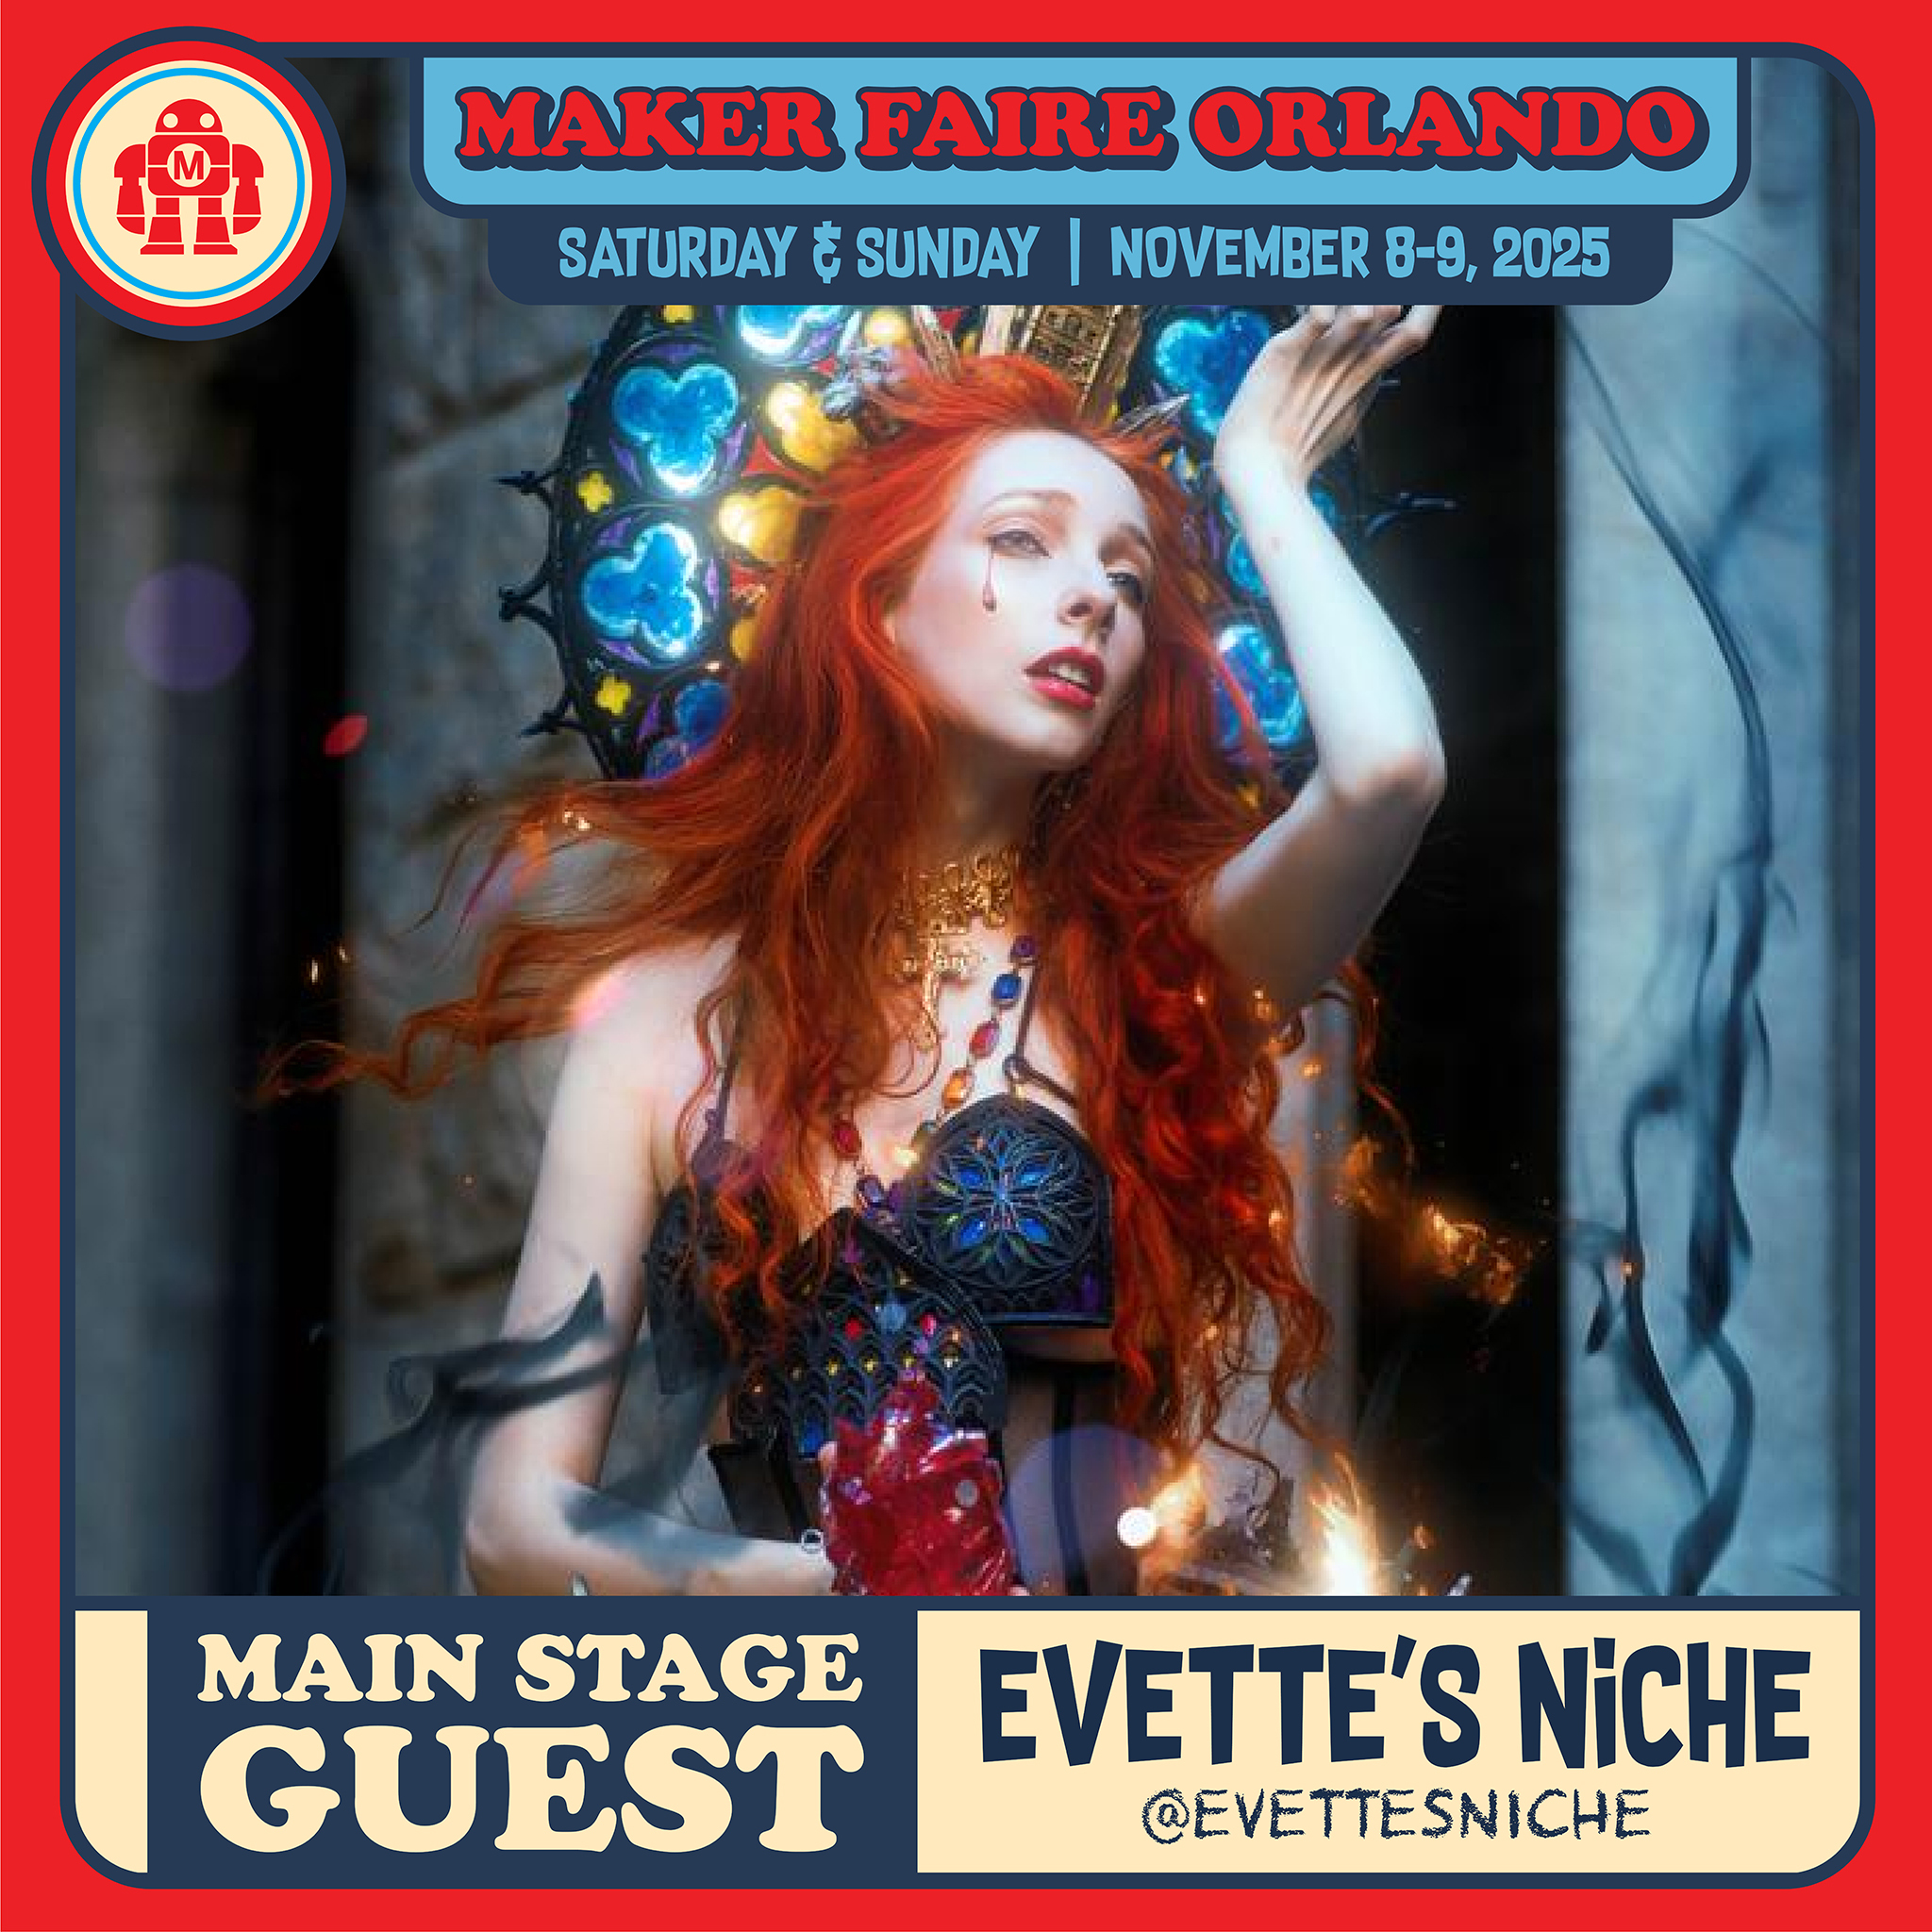 M
MAKER FAIRE ORLANDO
SATURDAY & SUNDAY | NOVEMBER 8-9, 2025
MAIN STAGE
GUEST
EVETTE'S NiCHE
@EVETTESNICHE